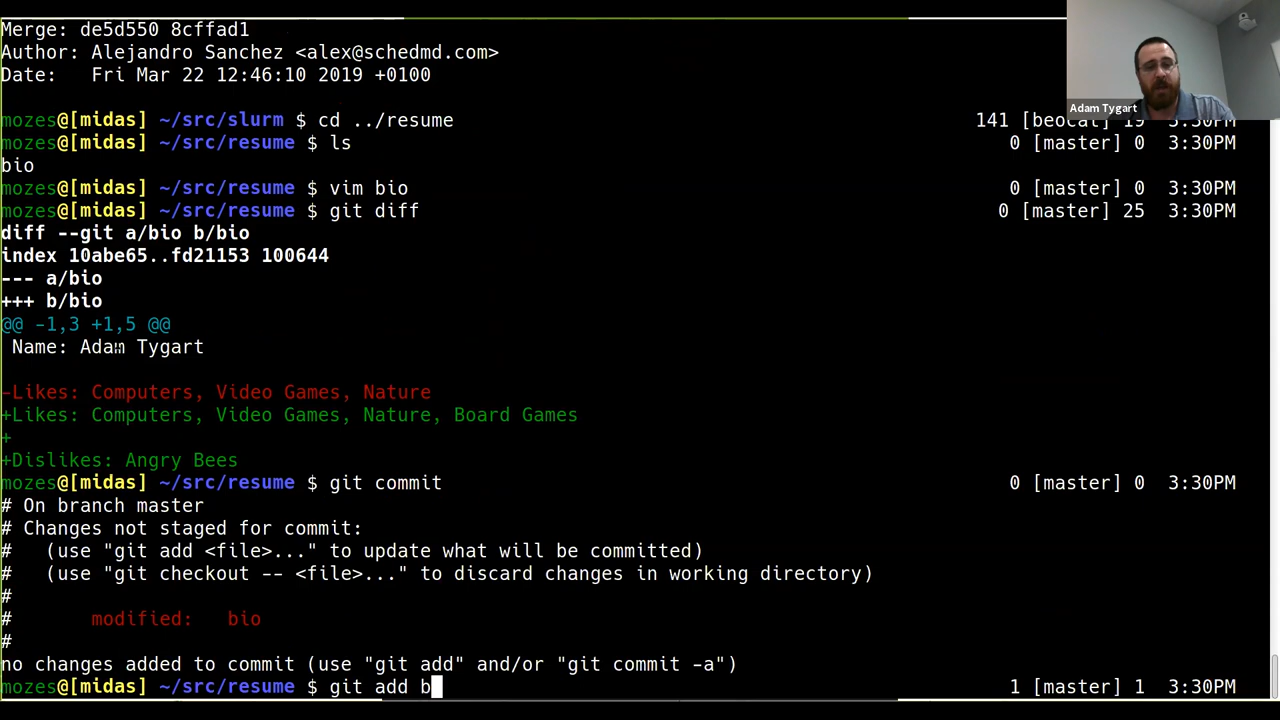 Merge: de5d550 8cffad1
Author: Alejandro Sanchez <alex@schedmd.com>
Date:   Fri Mar 22 12:46:10 2019 +0100
Adam Tygart
mozes@[midas] ~/src/slurm $ cd ../resume 141 [beocat] 19 3:30PM
mozes@[midas] ~/src/resume $ ls 0 [master] 0 3:30PM
bio
mozes@[midas] ~/src/resume $ vim bio 0 [master] 0 3:30PM
mozes@[midas] ~/src/resume $ git diff 0 [master] 25 3:30PM
diff --git a/bio b/bio
index 10abe65..fd21153 100644
--- a/bio
+++ b/bio
@@ -1,3 +1,5 @@
 Name: Adam Tygart
-Likes: Computers, Video Games, Nature
+Likes: Computers, Video Games, Nature, Board Games
+
+Dislikes: Angry Bees
mozes@[midas] ~/src/resume $ git commit 0 [master] 0 3:30PM
# On branch master
# Changes not staged for commit:
#   (use "git add <file>..." to update what will be committed)
#   (use "git checkout -- <file>..." to discard changes in working directory)
#
#       modified:   bio
#
no changes added to commit (use "git add" and/or "git commit -a")
mozes@[midas] ~/src/resume $ git add b 1 [master] 1 3:30PM